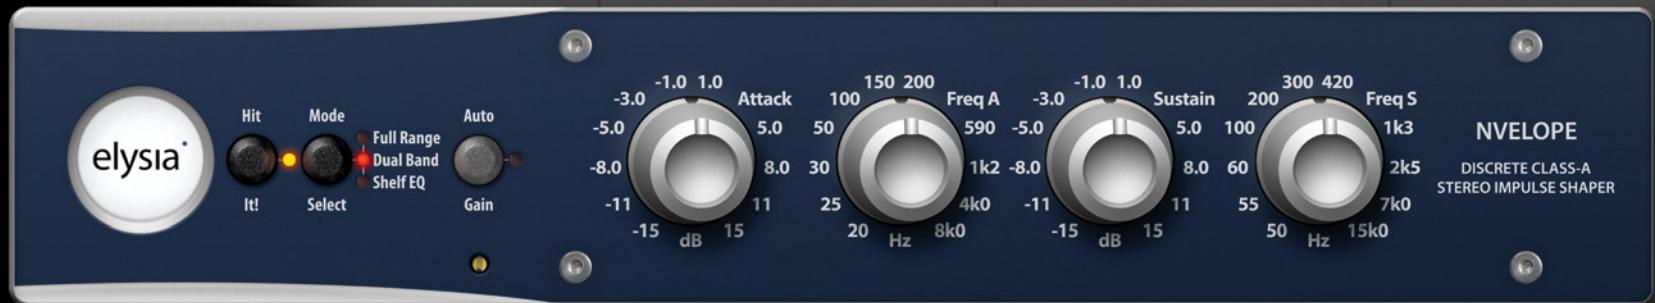 elysia
Hit
It!
Mode
Select
Full Range
Dual Band
Shelf EQ
Auto
Gain
Attack
-1.0 1.0
-3.0
-5.0 5.0
-8.0 8.0
-11 11
-15 15
dB
Freq A
150 200
100
50 590
30 1k2
25 4k0
20 8k0
Hz
Sustain
-1.0 1.0
-3.0
-5.0 5.0
-8.0 8.0
-11 11
-15 15
dB
Freq S
300 420
200
100 1k3
60 2k5
55 7k0
50 15k0
Hz
NVELOPE
DISCRETE CLASS-A
STEREO IMPULSE SHAPER